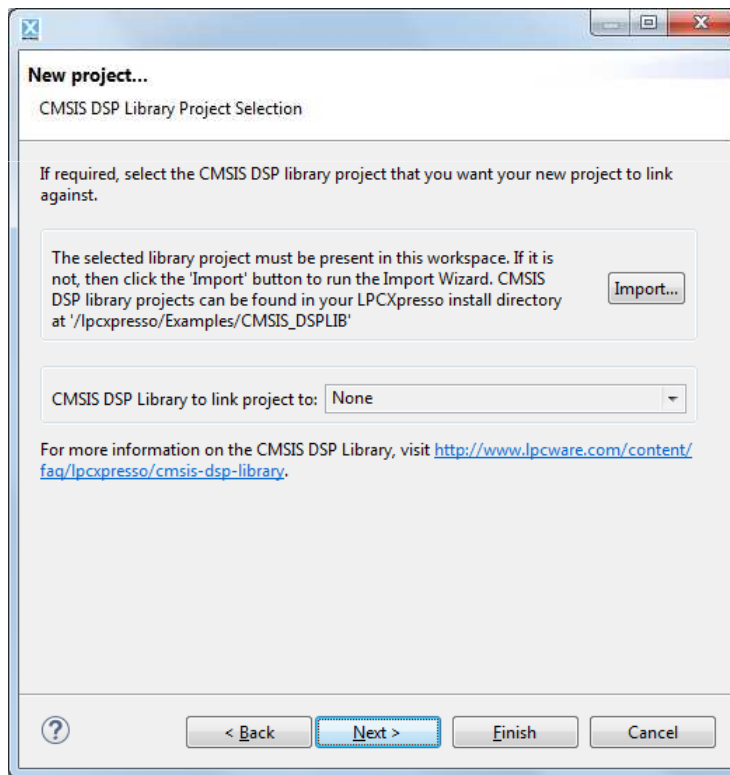 New project...
CMSIS DSP Library Project Selection
If required, select the CMSIS DSP library project that you want your new project to link
against.
The selected library project must be present in this workspace. If it is
not, then click the 'Import' button to run the Import Wizard. CMSIS
DSP library projects can be found in your LPCXpresso install directory
at '/lpcxpresso/Examples/CMSIS_DSPLIB'
Import...
CMSIS DSP Library to link project to: None
For more information on the CMSIS DSP Library, visit http://www.lpcware.com/content/
faq/lpcxpresso/cmsis-dsp-library.
? < Back Next > Finish Cancel